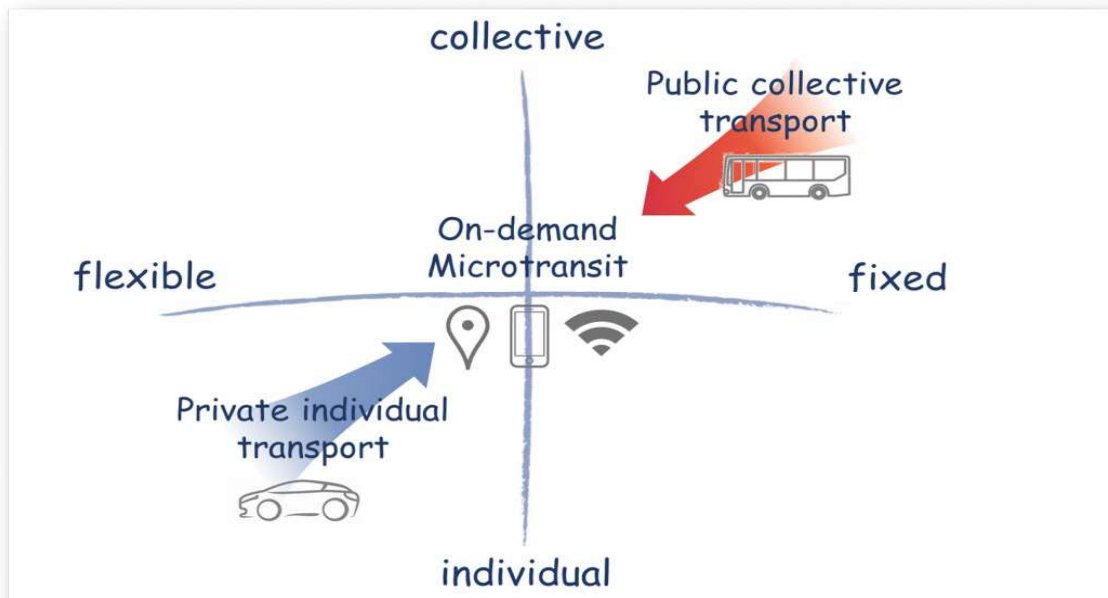 collective
Public collective
transport
On-demand
Microtransit
flexible
fixed
Private individual
transport
individual